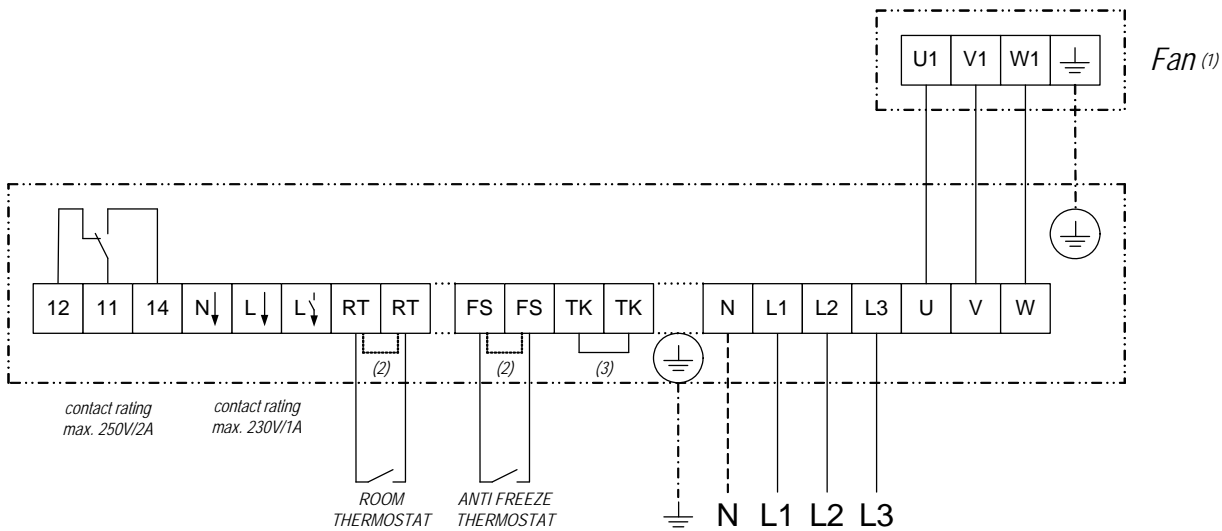 U1 V1 W1
Fan (1)
12 11 14 N L L RT RT FS FS TK TK N L1 L2 L3 U V W
(2) (2) (3)
contact rating
max. 250V/2A
contact rating
max. 230V/1A
ROOM
THERMOSTAT
ANTI FREEZE
THERMOSTAT
N L1 L2 L3